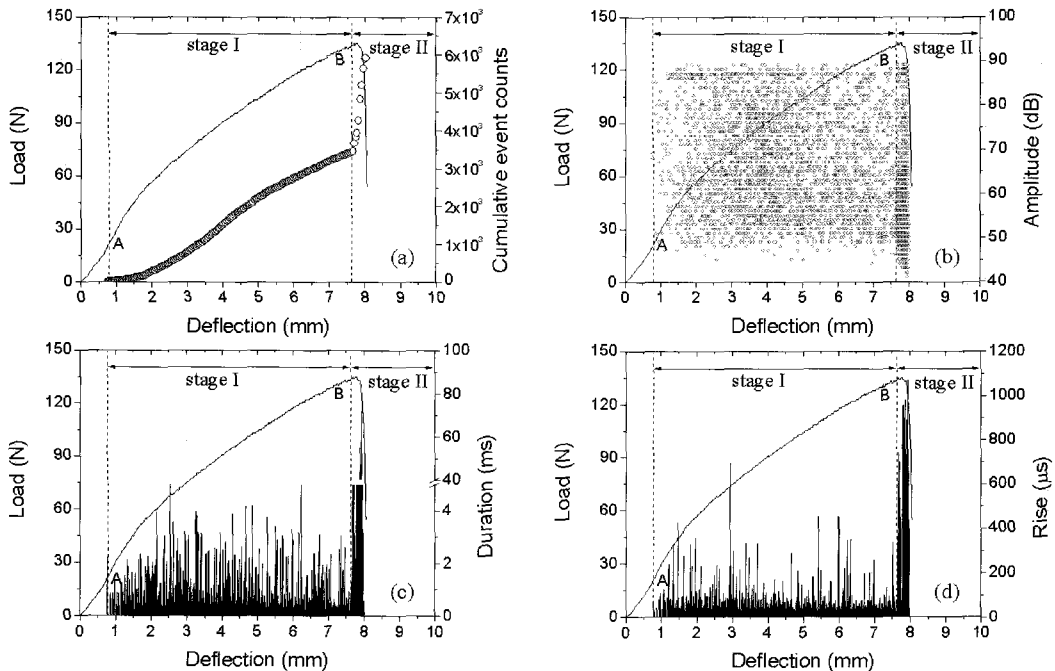 150
120
90
60
30
0
Load (N)
stage I
stage II
A
B
(a)
7x10³
6x10³
5x10³
4x10³
3x10³
2x10³
1x10³
0
Cumulative event counts
0 1 2 3 4 5 6 7 8 9 10
Deflection (mm)
150
120
90
60
30
0
Load (N)
stage I
stage II
A
B
(b)
100
90
80
70
60
50
40
Amplitude (dB)
0 1 2 3 4 5 6 7 8 9 10
Deflection (mm)
150
120
90
60
30
0
Load (N)
stage I
stage II
A
B
(c)
100
80
60
40
4
2
0
Duration (ms)
0 1 2 3 4 5 6 7 8 9 10
Deflection (mm)
150
120
90
60
30
0
Load (N)
stage I
stage II
A
B
(d)
1200
1000
800
600
400
200
0
Rise (μs)
0 1 2 3 4 5 6 7 8 9 10
Deflection (mm)